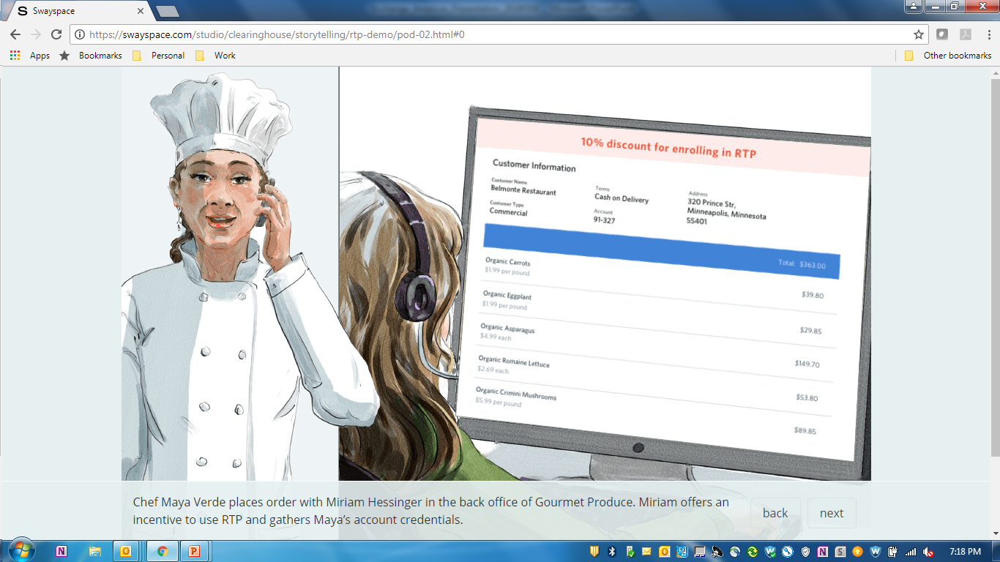 Swayspace
https://swayspace.com/studio/clearinghouse/storytelling/rtp-demo/pod-02.html#0
Apps Bookmarks Personal Work Other bookmarks
10% discount for enrolling in RTP
Customer Information
Customer Name
Belmonte Restaurant
Terms
Cash on Delivery
Address
320 Prince Str,
Minneapolis, Minnesota
55401
Customer Type
Commercial
Account
91-327
Total: $363.00
Organic Carrots
$1.99 per pound
$39.80
Organic Eggplant
$1.99 per pound
$29.85
Organic Asparagus
$4.99 each
$149.70
Organic Romaine Lettuce
$2.69 each
$53.80
Organic Crimini Mushrooms
$5.99 per pound
$89.85
Chef Maya Verde places order with Miriam Hessinger in the back office of Gourmet Produce. Miriam offers an
incentive to use RTP and gathers Maya’s account credentials.
back next
7:18 PM